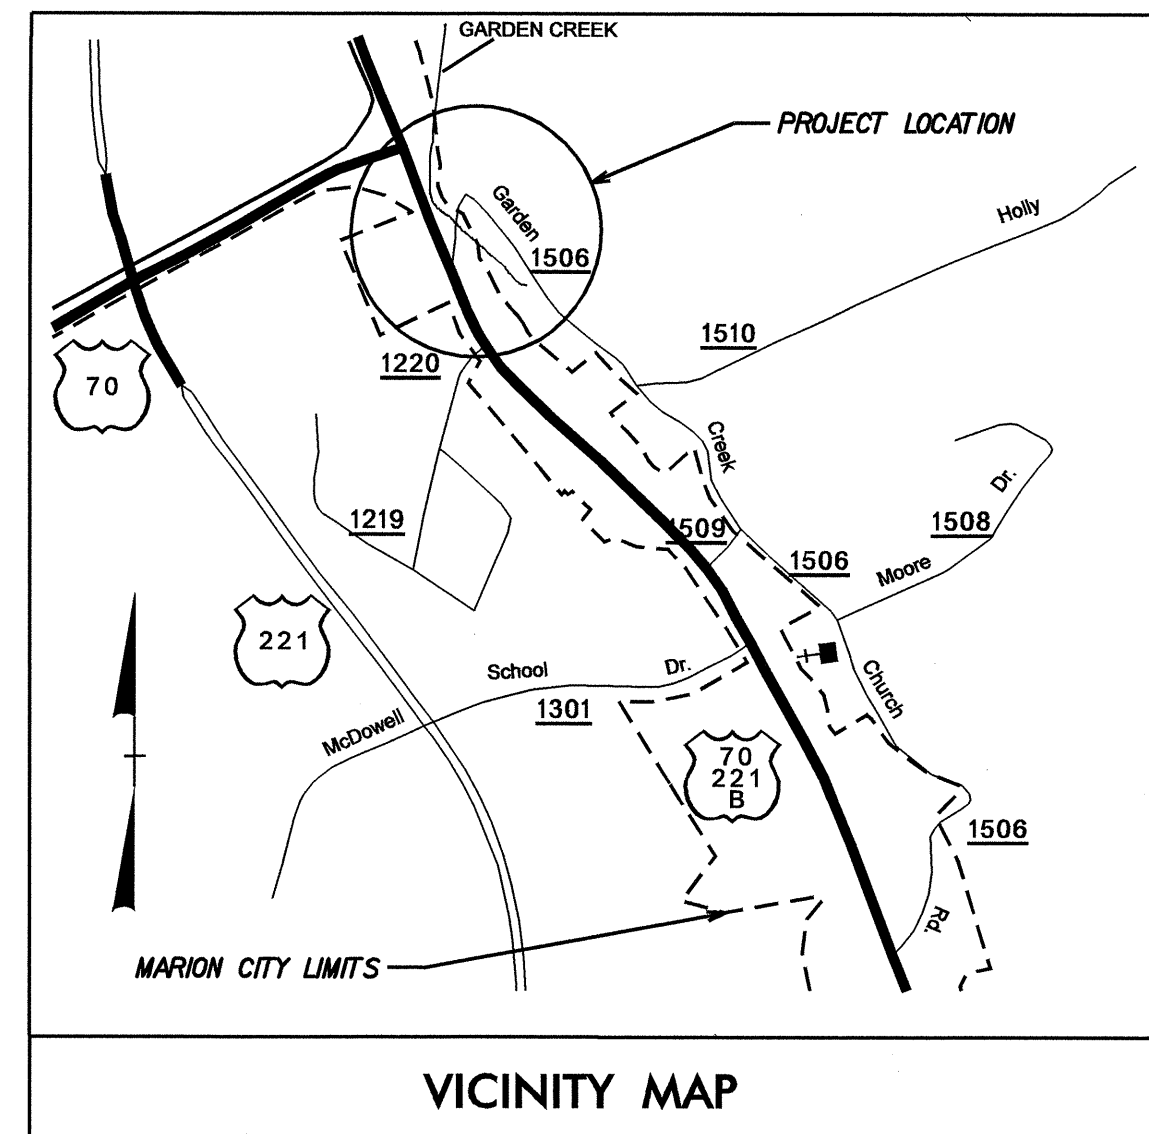 GARDEN CREEK
PROJECT LOCATION
Garden
Holly
1506
1510
1220
70
Creek
Dr.
1219
1509
1508
1506
Moore
221
School
Dr.
Church
1301
McDowell
70
221
B
1506
Rd.
MARION CITY LIMITS
VICINITY MAP